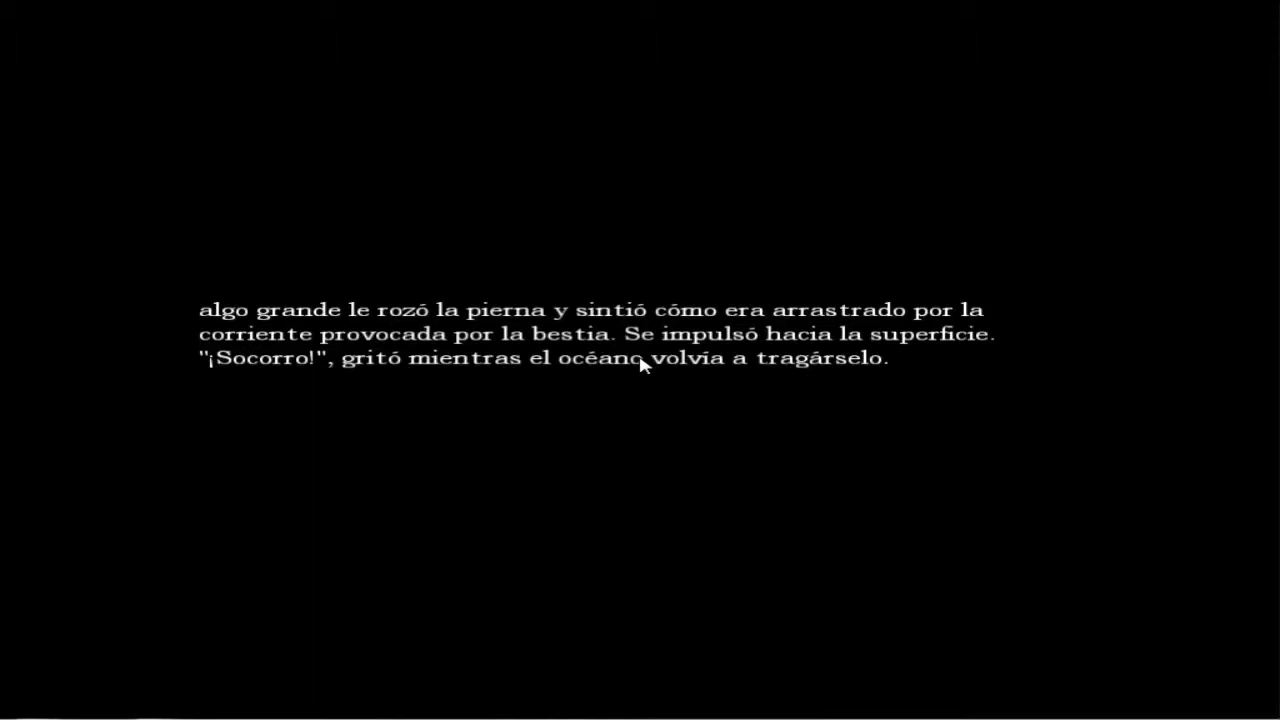 algo grande le rozó la pierna y sintió cómo era arrastrado por la
corriente provocada por la bestia. Se impulsó hacia la superficie.
"¡Socorro!", gritó mientras el océano volvía a tragárselo.